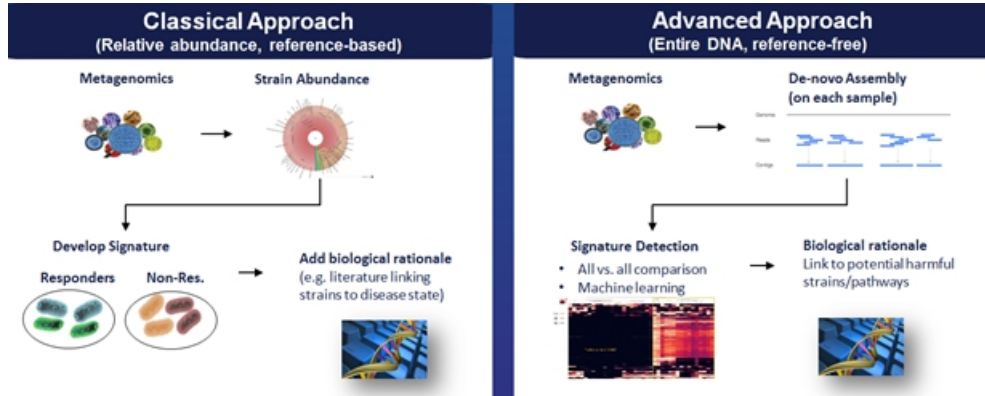 Classical Approach
(Relative abundance, reference-based)
Metagenomics
Strain Abundance
Develop Signature
Responders
Non-Res.
Add biological rationale
(e.g. literature linking
strains to disease state)
Advanced Approach
(Entire DNA, reference-free)
Metagenomics
De-novo Assembly
(on each sample)
Genome
Reads
Contigs
Signature Detection
• All vs. all comparison
• Machine learning
Biological rationale
Link to potential harmful
strains/pathways